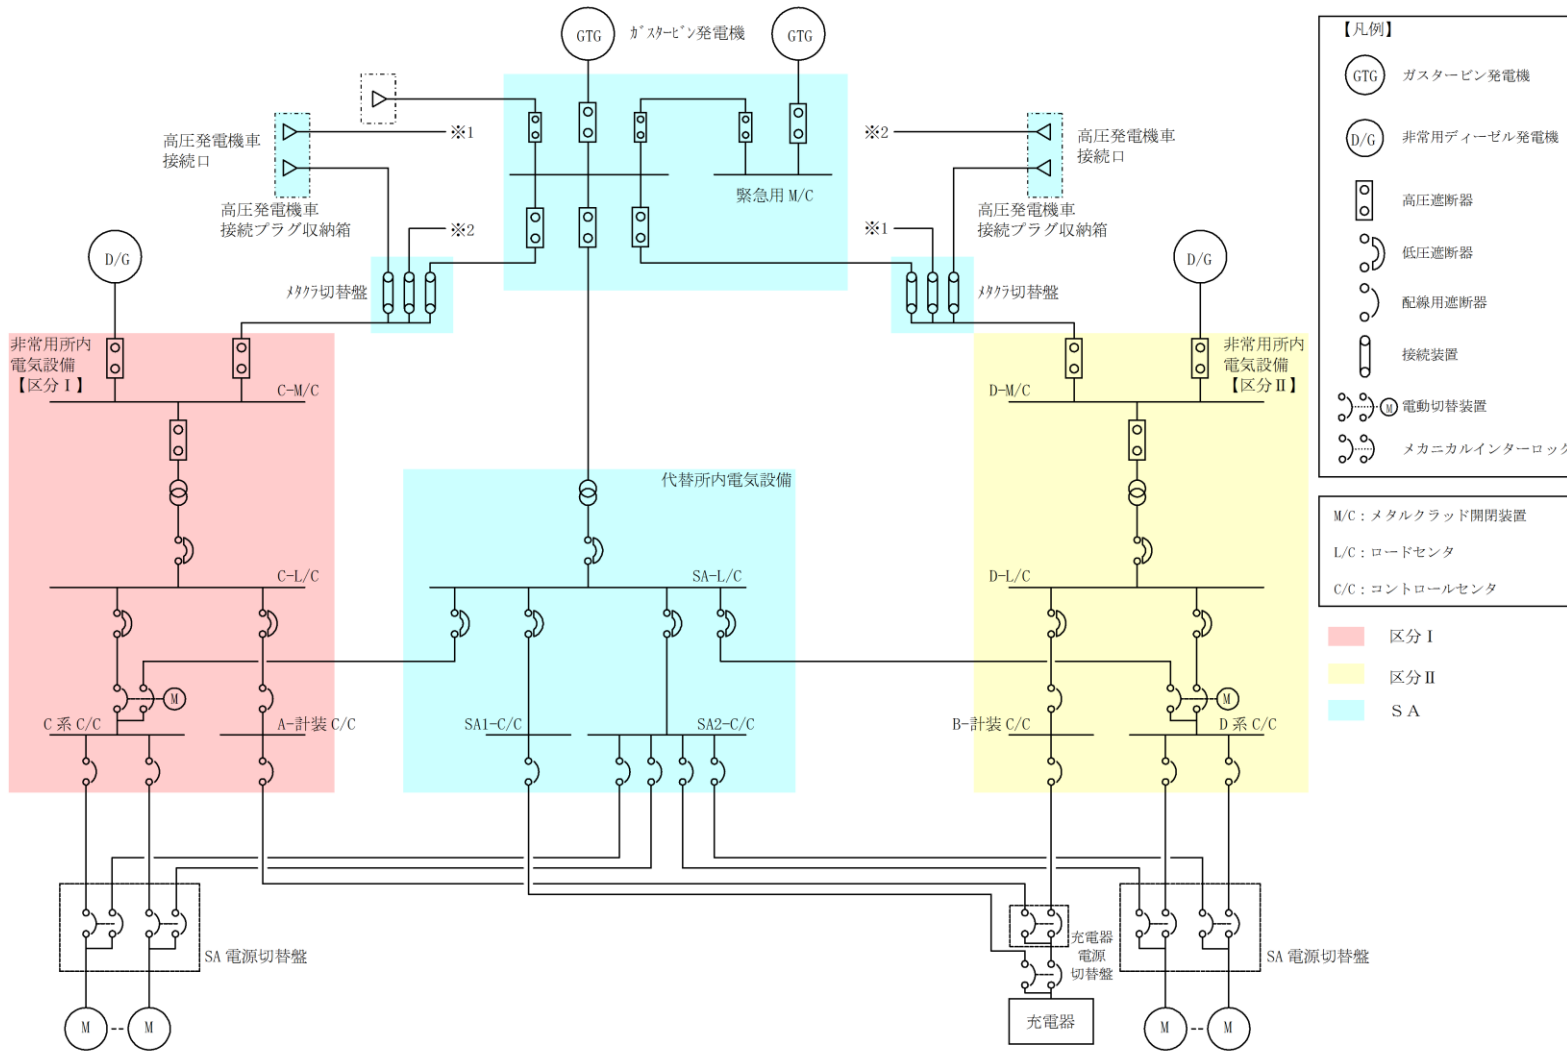 GTG
ガスタービン発電機
GTG
※1
高圧発電機車
接続口
高圧発電機車
接続プラグ収納箱
※2
メタクラ切替盤
D/G
緊急用 M/C
※2
高圧発電機車
接続口
高圧発電機車
接続プラグ収納箱
※1
メタクラ切替盤
D/G
非常用所内
電気設備
【区分Ⅰ】
C-M/C
C-L/C
M
C 系 C/C
A-計装 C/C
代替所内電気設備
SA-L/C
SA1-C/C
SA2-C/C
非常用所内
電気設備
【区分Ⅱ】
D-M/C
D-L/C
M
B-計装 C/C
D 系 C/C
SA 電源切替盤
M
M
充電器
電源
切替盤
充電器
SA 電源切替盤
M
M
【凡例】
GTG
ガスタービン発電機
D/G
非常用ディーゼル発電機
高圧遮断器
低圧遮断器
配線用遮断器
接続装置
M
電動切替装置
メカニカルインターロック
M/C：メタルクラッド開閉装置
L/C：ロードセンタ
C/C：コントロールセンタ
区分Ⅰ
区分Ⅱ
ＳＡ